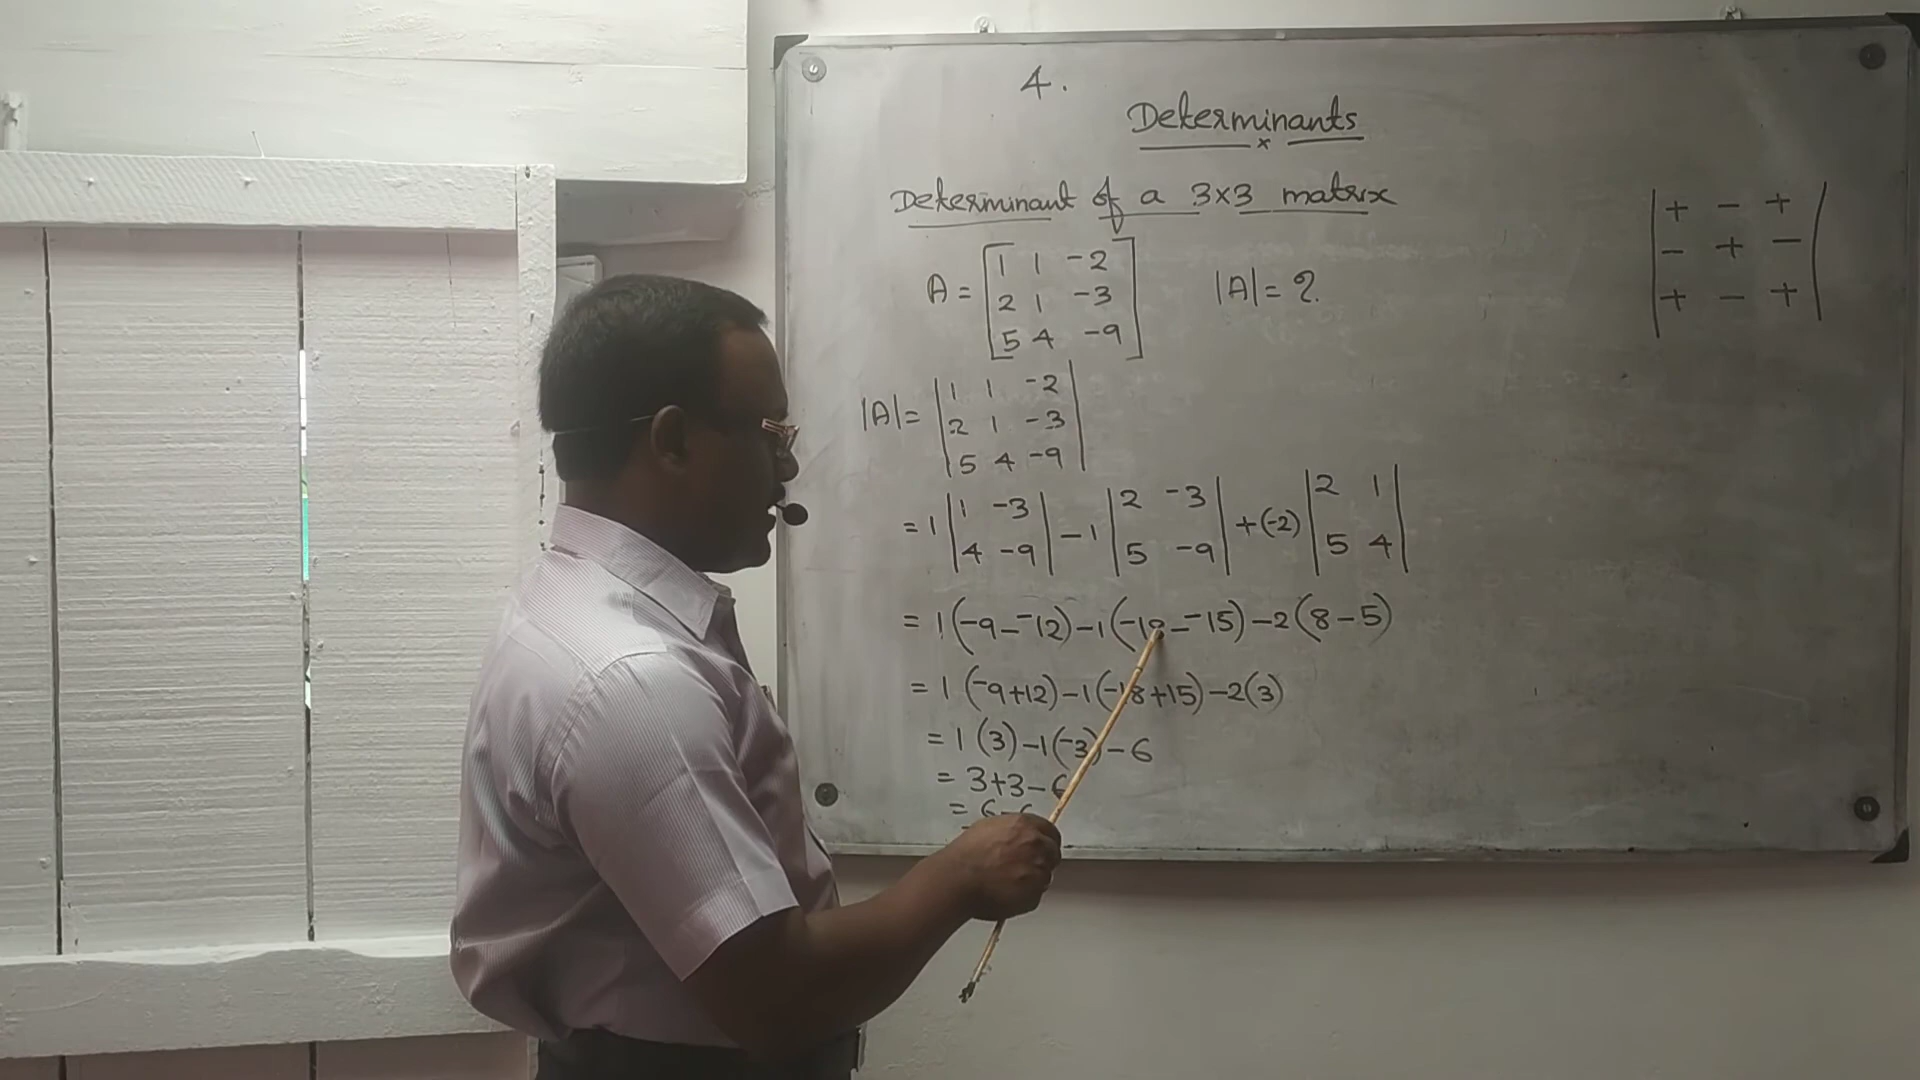 4.
Determinants
Determinant of a 3x3 matrix
A = [1 1 -2
2 1 -3
5 4 -9]
|A| = ?
|+ - +
- + -
+ - +|
|A| = |1 1 -2
2 1 -3
5 4 -9|
= 1 |1 -3 / 4 -9| - 1 |2 -3 / 5 -9| + (-2) |2 1 / 5 4|
= 1 (-9 - -12) - 1 (-18 - -15) - 2 (8 - 5)
= 1 (-9+12) - 1 (-18+15) - 2(3)
= 1 (3) - 1 (-3) - 6
= 3+3-6
= 6-6